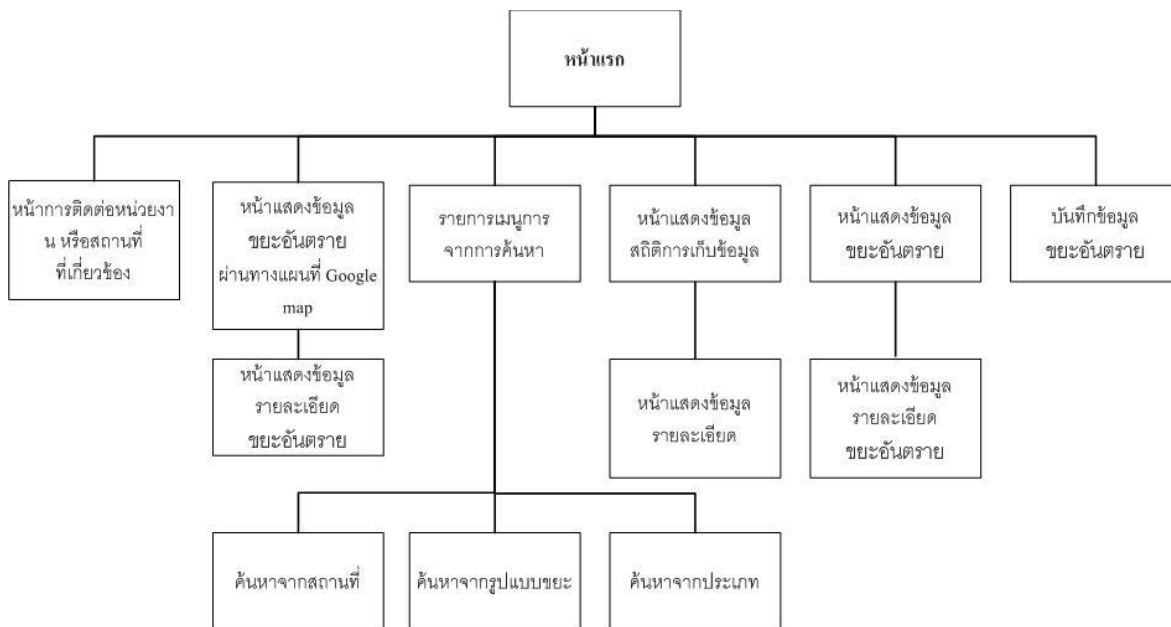 หน้าแรก
หน้าการติดต่อหน่วยงา
น หรือสถานที่
ที่เกี่ยวข้อง
หน้าแสดงข้อมูล
ขยะอันตราย
ผ่านทางแผนที่ Google
map
รายการเมนูการ
จากการค้นหา
หน้าแสดงข้อมูล
สถิติการเก็บข้อมูล
หน้าแสดงข้อมูล
ขยะอันตราย
บันทึกข้อมูล
ขยะอันตราย
หน้าแสดงข้อมูล
รายละเอียด
ขยะอันตราย
หน้าแสดงข้อมูล
รายละเอียด
หน้าแสดงข้อมูล
รายละเอียด
ขยะอันตราย
ค้นหาจากสถานที่
ค้นหาจากรูปแบบขยะ
ค้นหาจากประเภท